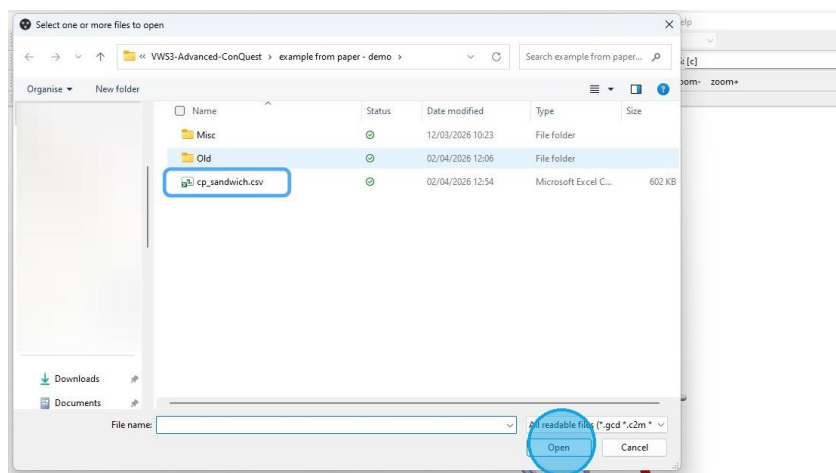 Select one or more files to open
elp
« VWS3-Advanced-ConQuest > example from paper - demo >
Search example from paper...
: [c]
Organise
New folder
oom- zoom+
Name Status Date modified Type Size
Misc 12/03/2026 10:23 File folder
Old 02/04/2026 12:06 File folder
cp_sandwich.csv 02/04/2026 12:54 Microsoft Excel C... 602 KB
Downloads
Documents
File name:
All readable files (*.gcd *.c2m *
Open
Cancel